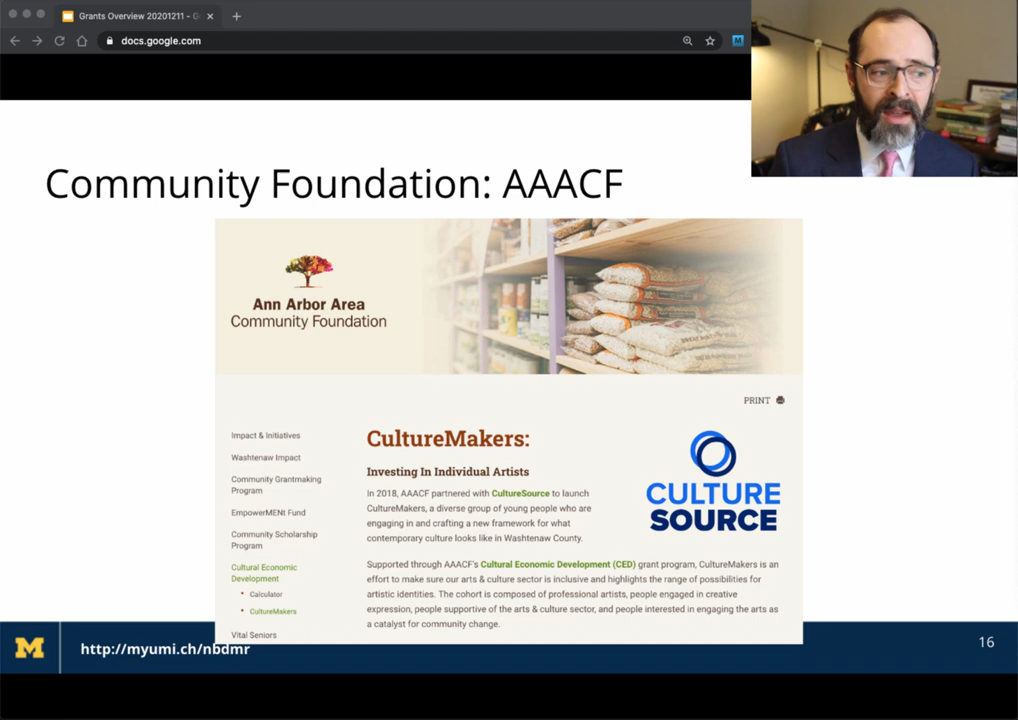 Grants Overview 20201211 - G
docs.google.com
M
Community Foundation: AAACF
Ann Arbor Area
Community Foundation
PRINT
Impact & Initiatives
Washtenaw Impact
Community Grantmaking
Program
EmpowerMENt Fund
Community Scholarship
Program
Cultural Economic
Development
• Calculator
• CultureMakers
Vital Seniors
CultureMakers:
Investing In Individual Artists
In 2018, AAACF partnered with CultureSource to launch
CultureMakers, a diverse group of young people who are
engaging in and crafting a new framework for what
contemporary culture looks like in Washtenaw County.
CULTURE
SOURCE
Supported through AAACF's Cultural Economic Development (CED) grant program, CultureMakers is an
effort to make sure our arts & culture sector is inclusive and highlights the range of possibilities for
artistic identities. The cohort is composed of professional artists, people engaged in creative
expression, people supportive of the arts & culture sector, and people interested in engaging the arts as
a catalyst for community change.
M
http://myumi.ch/nbdmr
16